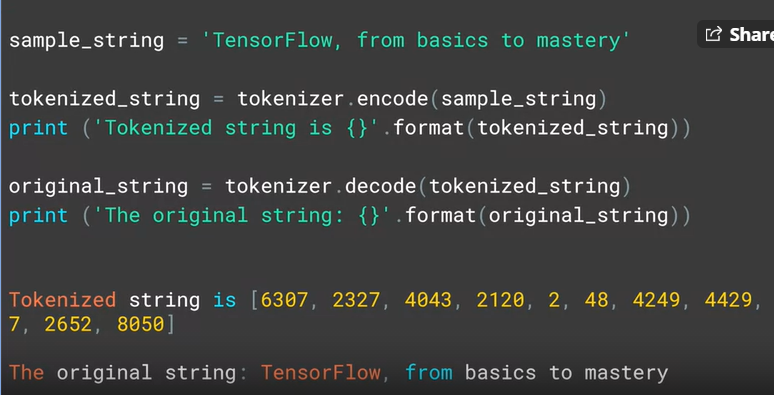 Share
sample_string = 'TensorFlow, from basics to mastery'
tokenized_string = tokenizer.encode(sample_string)
print ('Tokenized string is {}'.format(tokenized_string))
original_string = tokenizer.decode(tokenized_string)
print ('The original string: {}'.format(original_string))
Tokenized string is [6307, 2327, 4043, 2120, 2, 48, 4249, 4429,
7, 2652, 8050]
The original string: TensorFlow, from basics to mastery